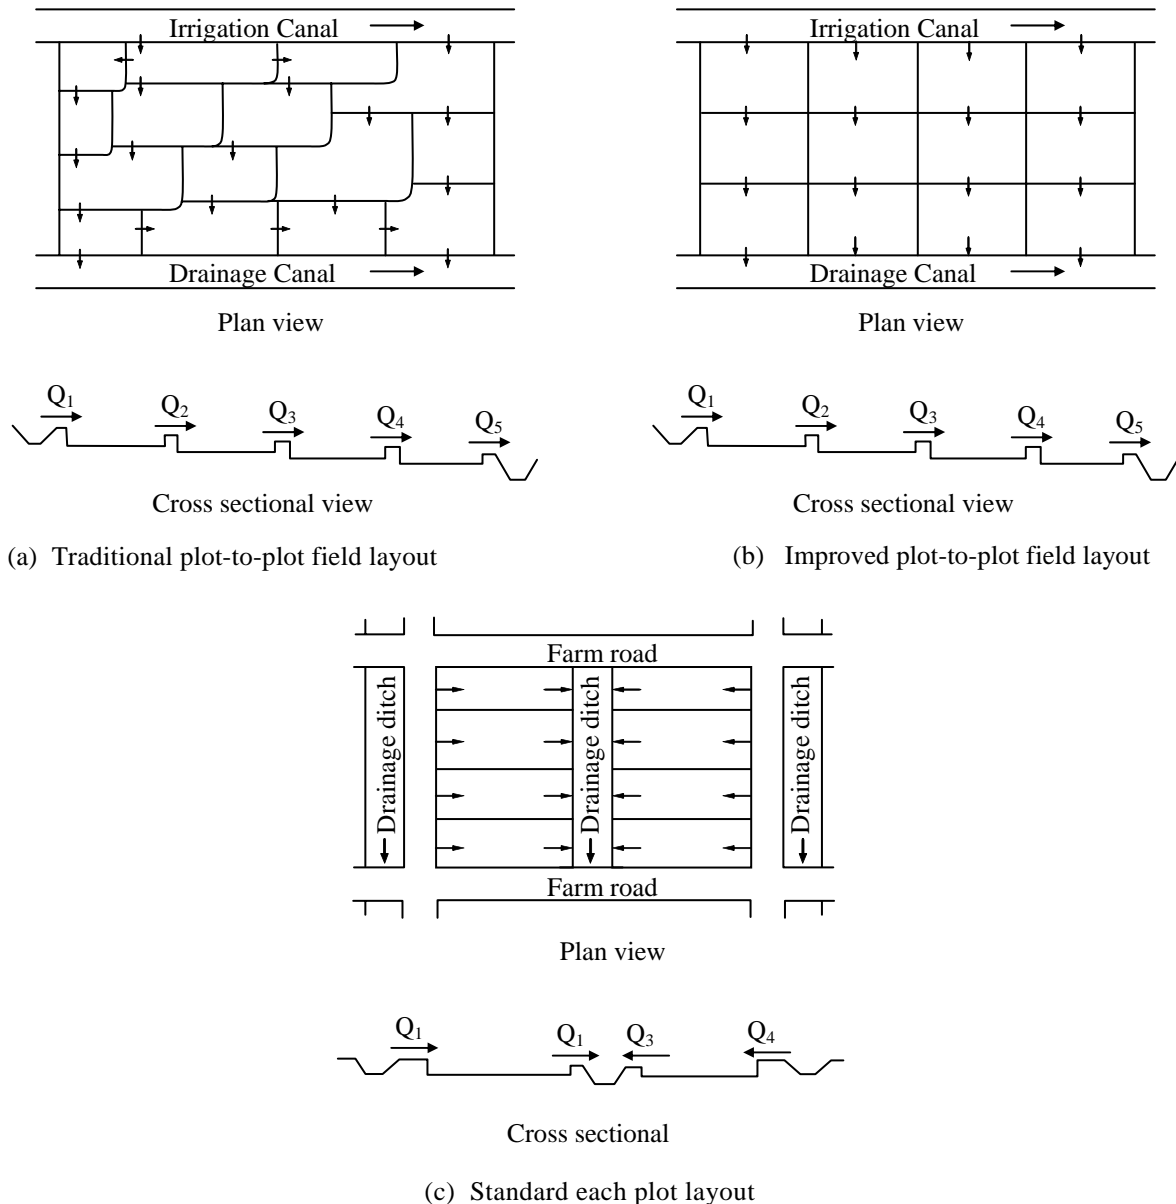 Irrigation Canal
Drainage Canal
Plan view
Q1 Q2 Q3 Q4 Q5
Cross sectional view
(a) Traditional plot-to-plot field layout
Irrigation Canal
Drainage Canal
Plan view
Q1 Q2 Q3 Q4 Q5
Cross sectional view
(b) Improved plot-to-plot field layout
Farm road
Drainage ditch
Drainage ditch
Drainage ditch
Farm road
Plan view
Q1 Q1 Q3 Q4
Cross sectional
(c) Standard each plot layout